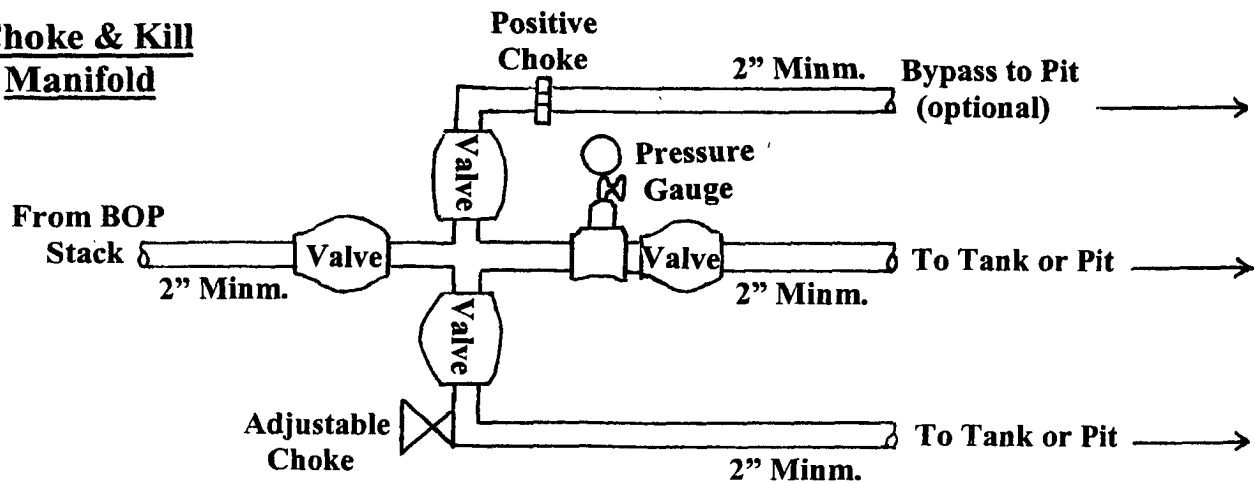 Choke & Kill
Manifold
Positive
Choke
2” Minm.
Bypass to Pit
(optional)
Valve
Pressure
Gauge
From BOP
Stack
2” Minm.
Valve
Valve
2” Minm.
To Tank or Pit
Valve
Adjustable
Choke
2” Minm.
To Tank or Pit